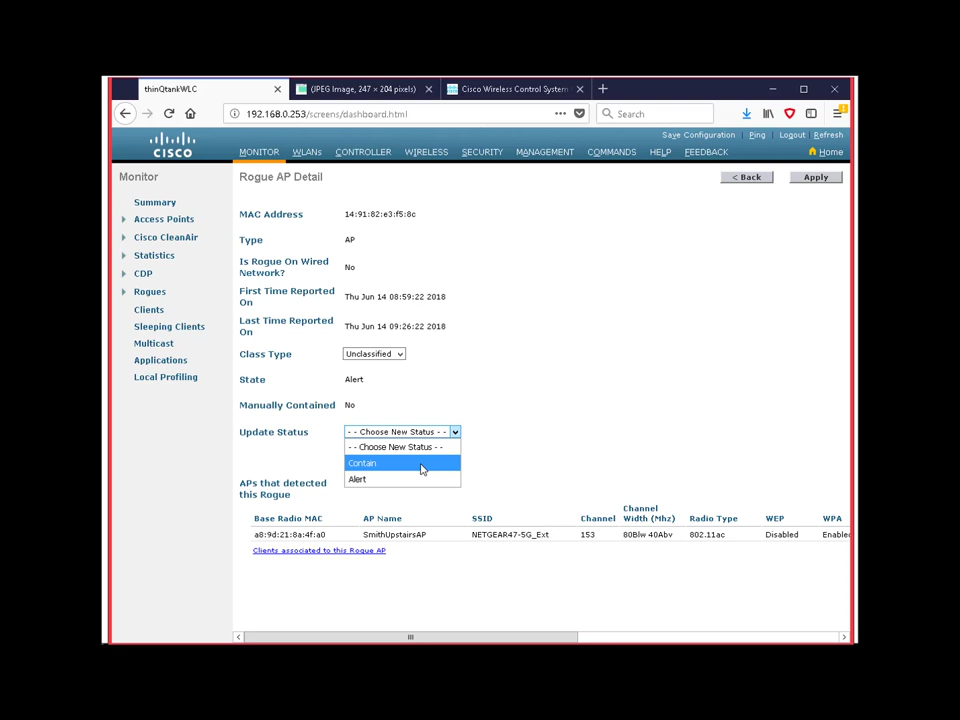 thinQtankWLC
(JPEG Image, 247 × 204 pixels)
Cisco Wireless Control System
192.168.0.253/screens/dashboard.html
Search
Save Configuration Ping Logout Refresh
CISCO
MONITOR WLANs CONTROLLER WIRELESS SECURITY MANAGEMENT COMMANDS HELP FEEDBACK Home
Monitor
Summary
Access Points
Cisco CleanAir
Statistics
CDP
Rogues
Clients
Sleeping Clients
Multicast
Applications
Local Profiling
Rogue AP Detail
< Back
Apply
MAC Address 14:91:82:e3:f5:8c
Type AP
Is Rogue On Wired
Network? No
First Time Reported
On Thu Jun 14 08:59:22 2018
Last Time Reported
On Thu Jun 14 09:26:22 2018
Class Type Unclassified
State Alert
Manually Contained No
Update Status - - Choose New Status - -
- - Choose New Status - -
Contain
Alert
APs that detected
this Rogue
Base Radio MAC AP Name SSID Channel Channel Width (Mhz) Radio Type WEP WPA
a8:9d:21:8a:4f:a0 SmithUpstairsAP NETGEAR47-5G_Ext 153 80Blw 40Abv 802.11ac Disabled Enabled
Clients associated to this Rogue AP